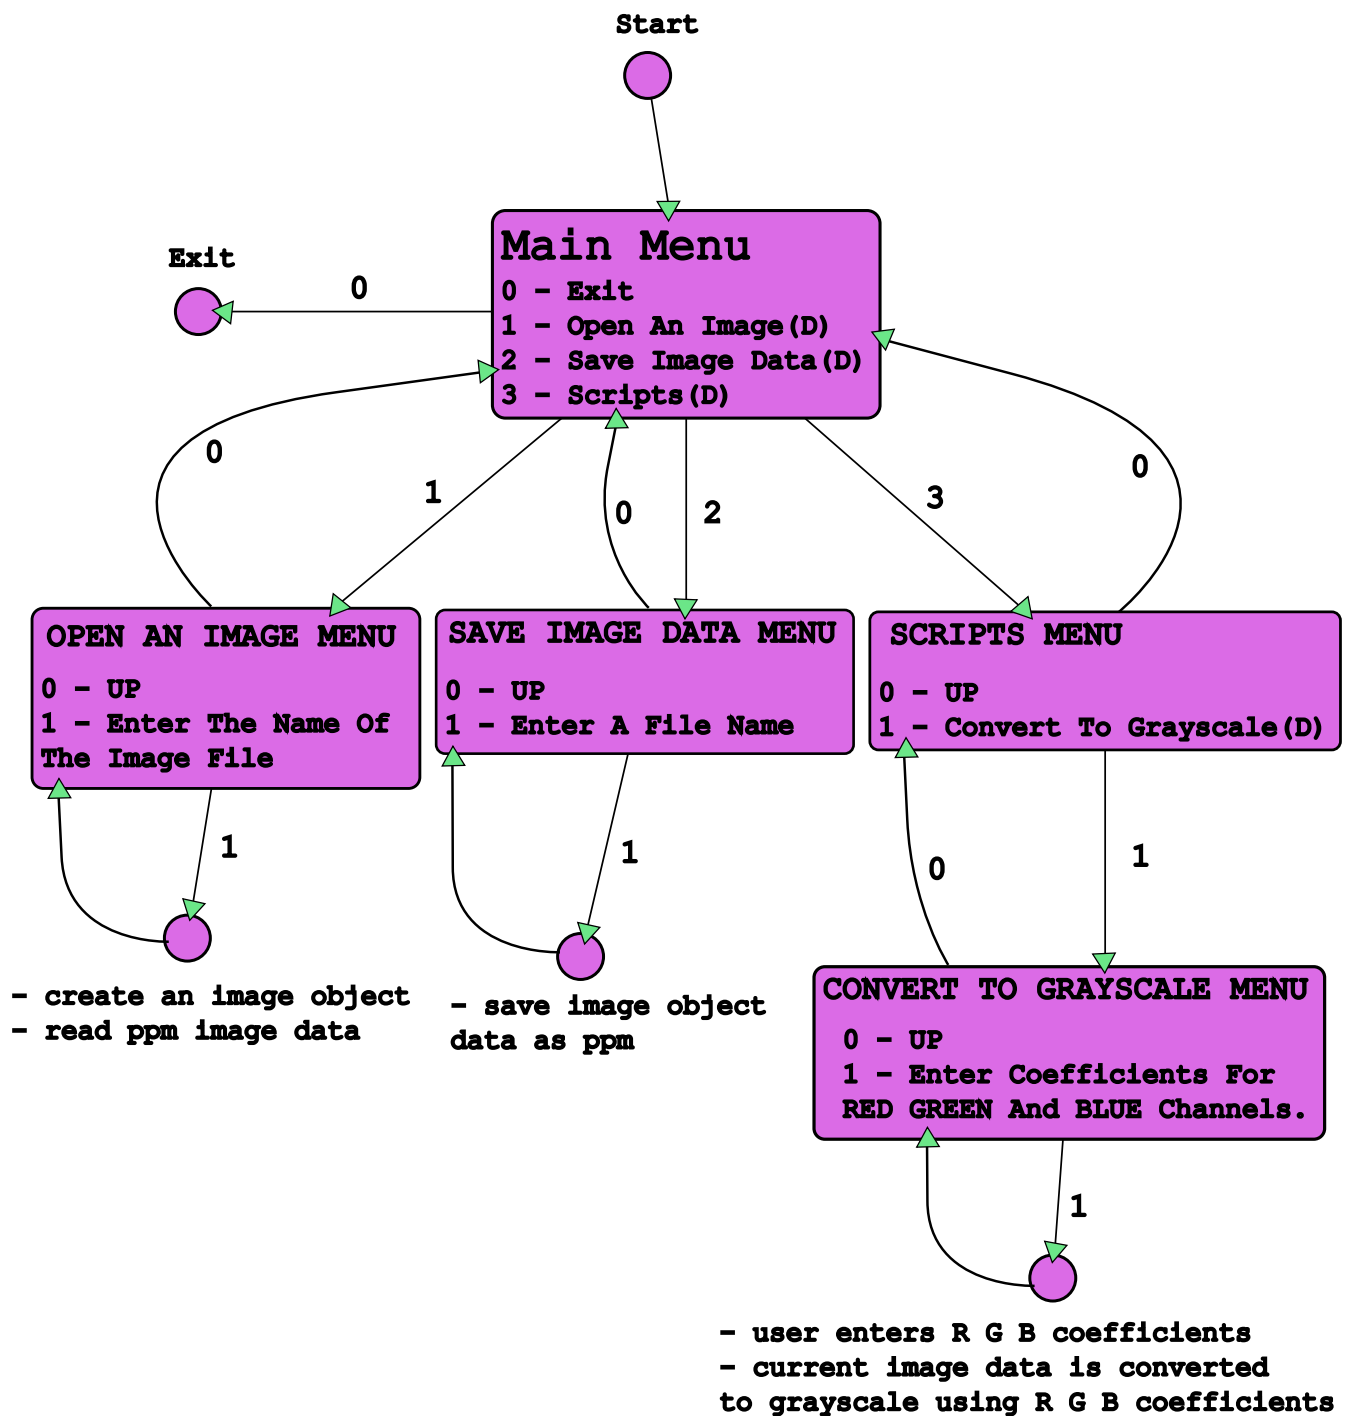 Start
Main Menu
0 - Exit
1 - Open An Image(D)
2 - Save Image Data(D)
3 - Scripts(D)
Exit
0
0
1
0
2
3
0
OPEN AN IMAGE MENU
0 - UP
1 - Enter The Name Of
The Image File
SAVE IMAGE DATA MENU
0 - UP
1 - Enter A File Name
SCRIPTS MENU
0 - UP
1 - Convert To Grayscale(D)
1
1
0
1
- create an image object
- read ppm image data
- save image object
data as ppm
CONVERT TO GRAYSCALE MENU
0 - UP
1 - Enter Coefficients For
RED GREEN And BLUE Channels.
1
- user enters R G B coefficients
- current image data is converted
to grayscale using R G B coefficients